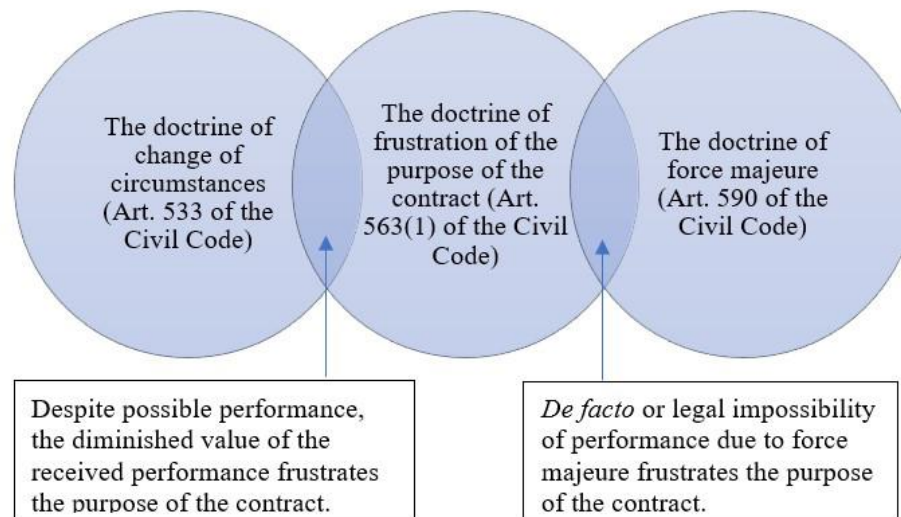 The doctrine of
change of
circumstances
(Art. 533 of the
Civil Code)
The doctrine of
frustration of the
purpose of the
contract (Art.
563(1) of the Civil
Code)
The doctrine of
force majeure
(Art. 590 of the
Civil Code)
Despite possible performance,
the diminished value of the
received performance frustrates
the purpose of the contract.
De facto or legal impossibility
of performance due to force
majeure frustrates the purpose
of the contract.